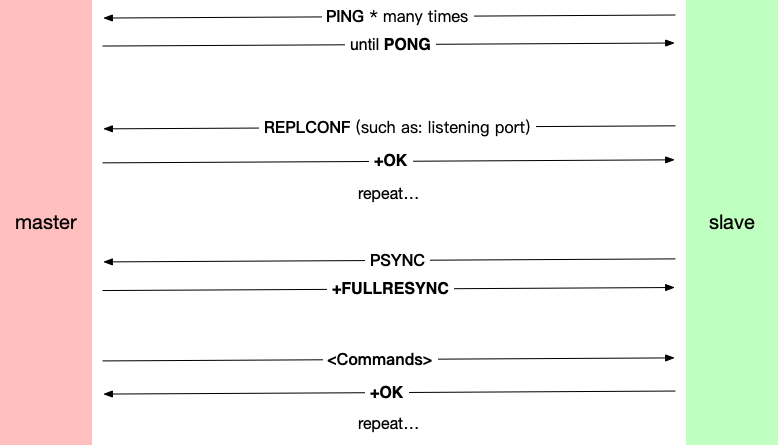 PING * many times
until PONG
REPLCONF (such as: listening port)
+OK
repeat...
master
slave
PSYNC
+FULLRESYNC
<Commands>
+OK
repeat...